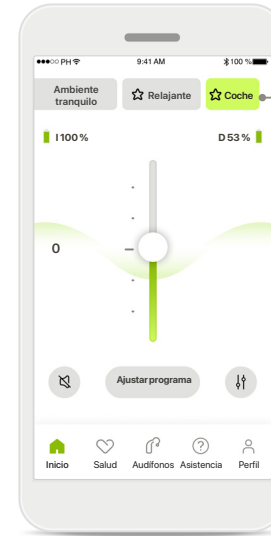 PH 9:41 AM 100 %
Ambiente
tranquilo
Relajante
Coche
I 100 % D 53 %
0
Ajustar programa
Inicio Salud Audífonos Asistencia Perfil